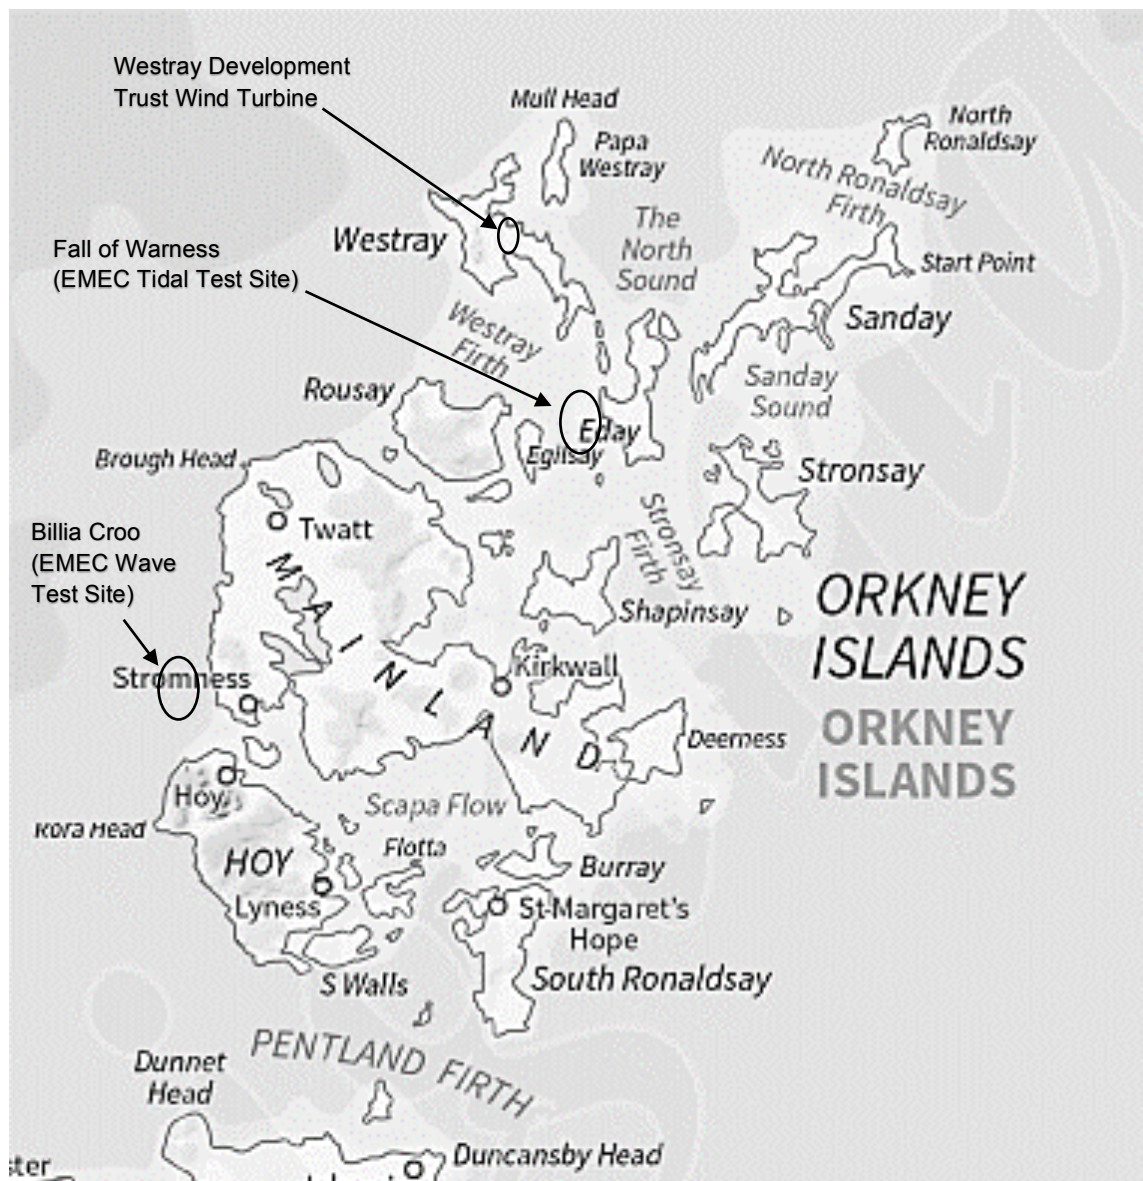 Westray Development
Trust Wind Turbine
Mull Head
Papa
Westray
North
Ronaldsay
North Ronaldsay
Firth
The
North
Sound
Westray
Fall of Warness
(EMEC Tidal Test Site)
Start Point
Sanday
Westray
Firth
Sanday
Sound
Rousay
Eday
Egilsay
Brough Head
Stronsay
Stronsay
Firth
Twatt
Billia Croo
(EMEC Wave
Test Site)
MAINLAND
Shapinsay
ORKNEY
ISLANDS
ORKNEY
ISLANDS
Stromness
Kirkwall
Deerness
Hoy
Scapa Flow
Rora Head
HOY
Flotta
Burray
Lyness
St-Margaret's
Hope
S Walls
South Ronaldsay
PENTLAND FIRTH
Dunnet
Head
Duncansby Head
ster